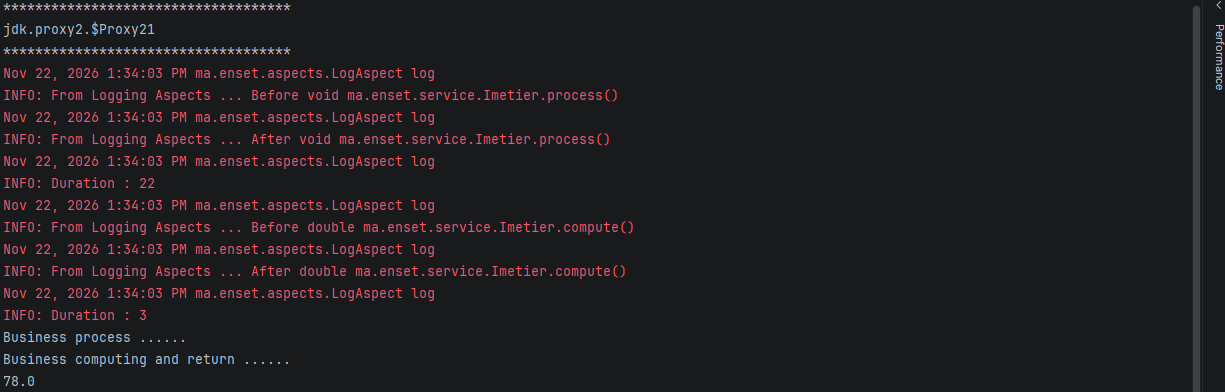 ************************************
jdk.proxy2.$Proxy21
************************************
Nov 22, 2026 1:34:03 PM ma.enset.aspects.LogAspect log
INFO: From Logging Aspects ... Before void ma.enset.service.Imetier.process()
Nov 22, 2026 1:34:03 PM ma.enset.aspects.LogAspect log
INFO: From Logging Aspects ... After void ma.enset.service.Imetier.process()
Nov 22, 2026 1:34:03 PM ma.enset.aspects.LogAspect log
INFO: Duration : 22
Nov 22, 2026 1:34:03 PM ma.enset.aspects.LogAspect log
INFO: From Logging Aspects ... Before double ma.enset.service.Imetier.compute()
Nov 22, 2026 1:34:03 PM ma.enset.aspects.LogAspect log
INFO: From Logging Aspects ... After double ma.enset.service.Imetier.compute()
Nov 22, 2026 1:34:03 PM ma.enset.aspects.LogAspect log
INFO: Duration : 3
Business process ......
Business computing and return ......
78.0
Performance